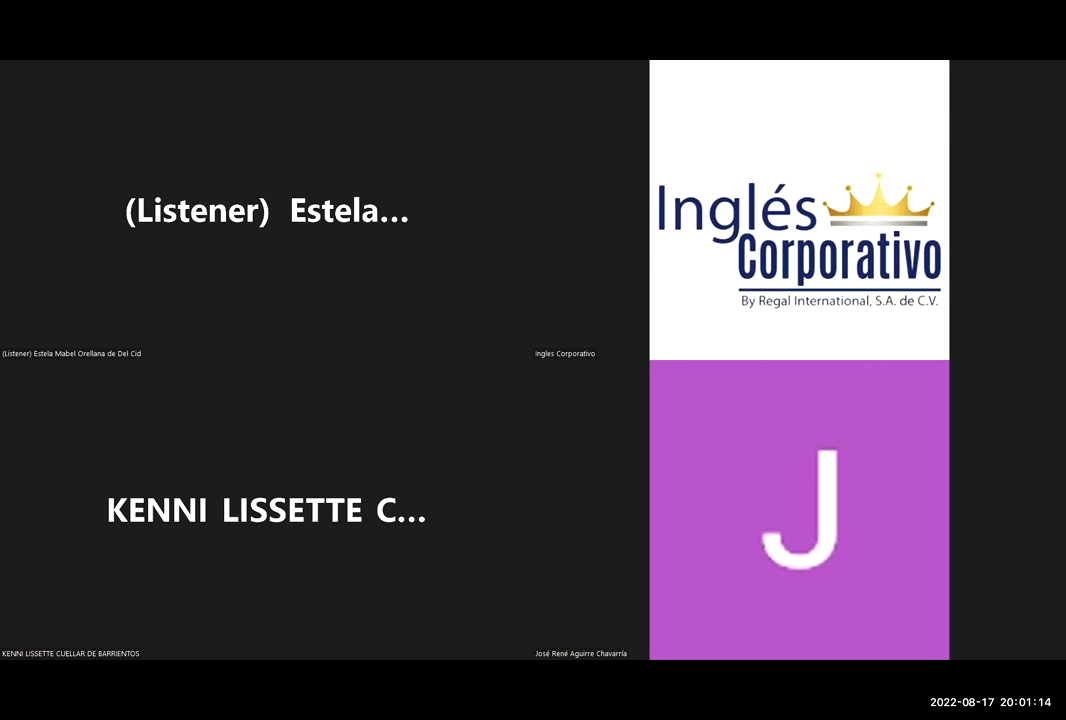 (Listener) Estela...
(Listener) Estela Mabel Orellana de Del Cid
Inglés
Corporativo
By Regal International, S.A. de C.V.
Ingles Corporativo
KENNI LISSETTE C...
KENNI LISSETTE CUELLAR DE BARRIENTOS
J
José René Aguirre Chavarría
2022-08-17 20:01:14